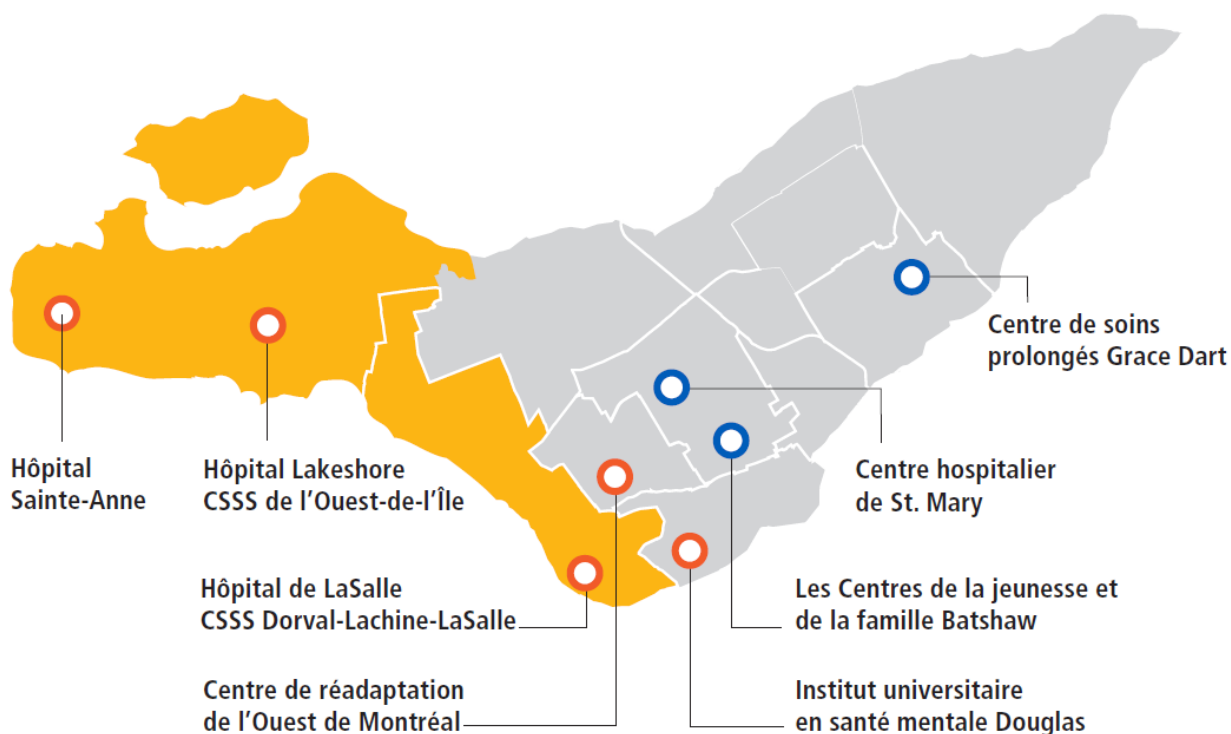 Centre de soins
prolongés Grace Dart
Hôpital
Sainte-Anne
Hôpital Lakeshore
CSSS de l'Ouest-de-l'Île
Centre hospitalier
de St. Mary
Hôpital de LaSalle
CSSS Dorval-Lachine-LaSalle
Les Centres de la jeunesse et
de la famille Batshaw
Centre de réadaptation
de l'Ouest de Montréal
Institut universitaire
en santé mentale Douglas